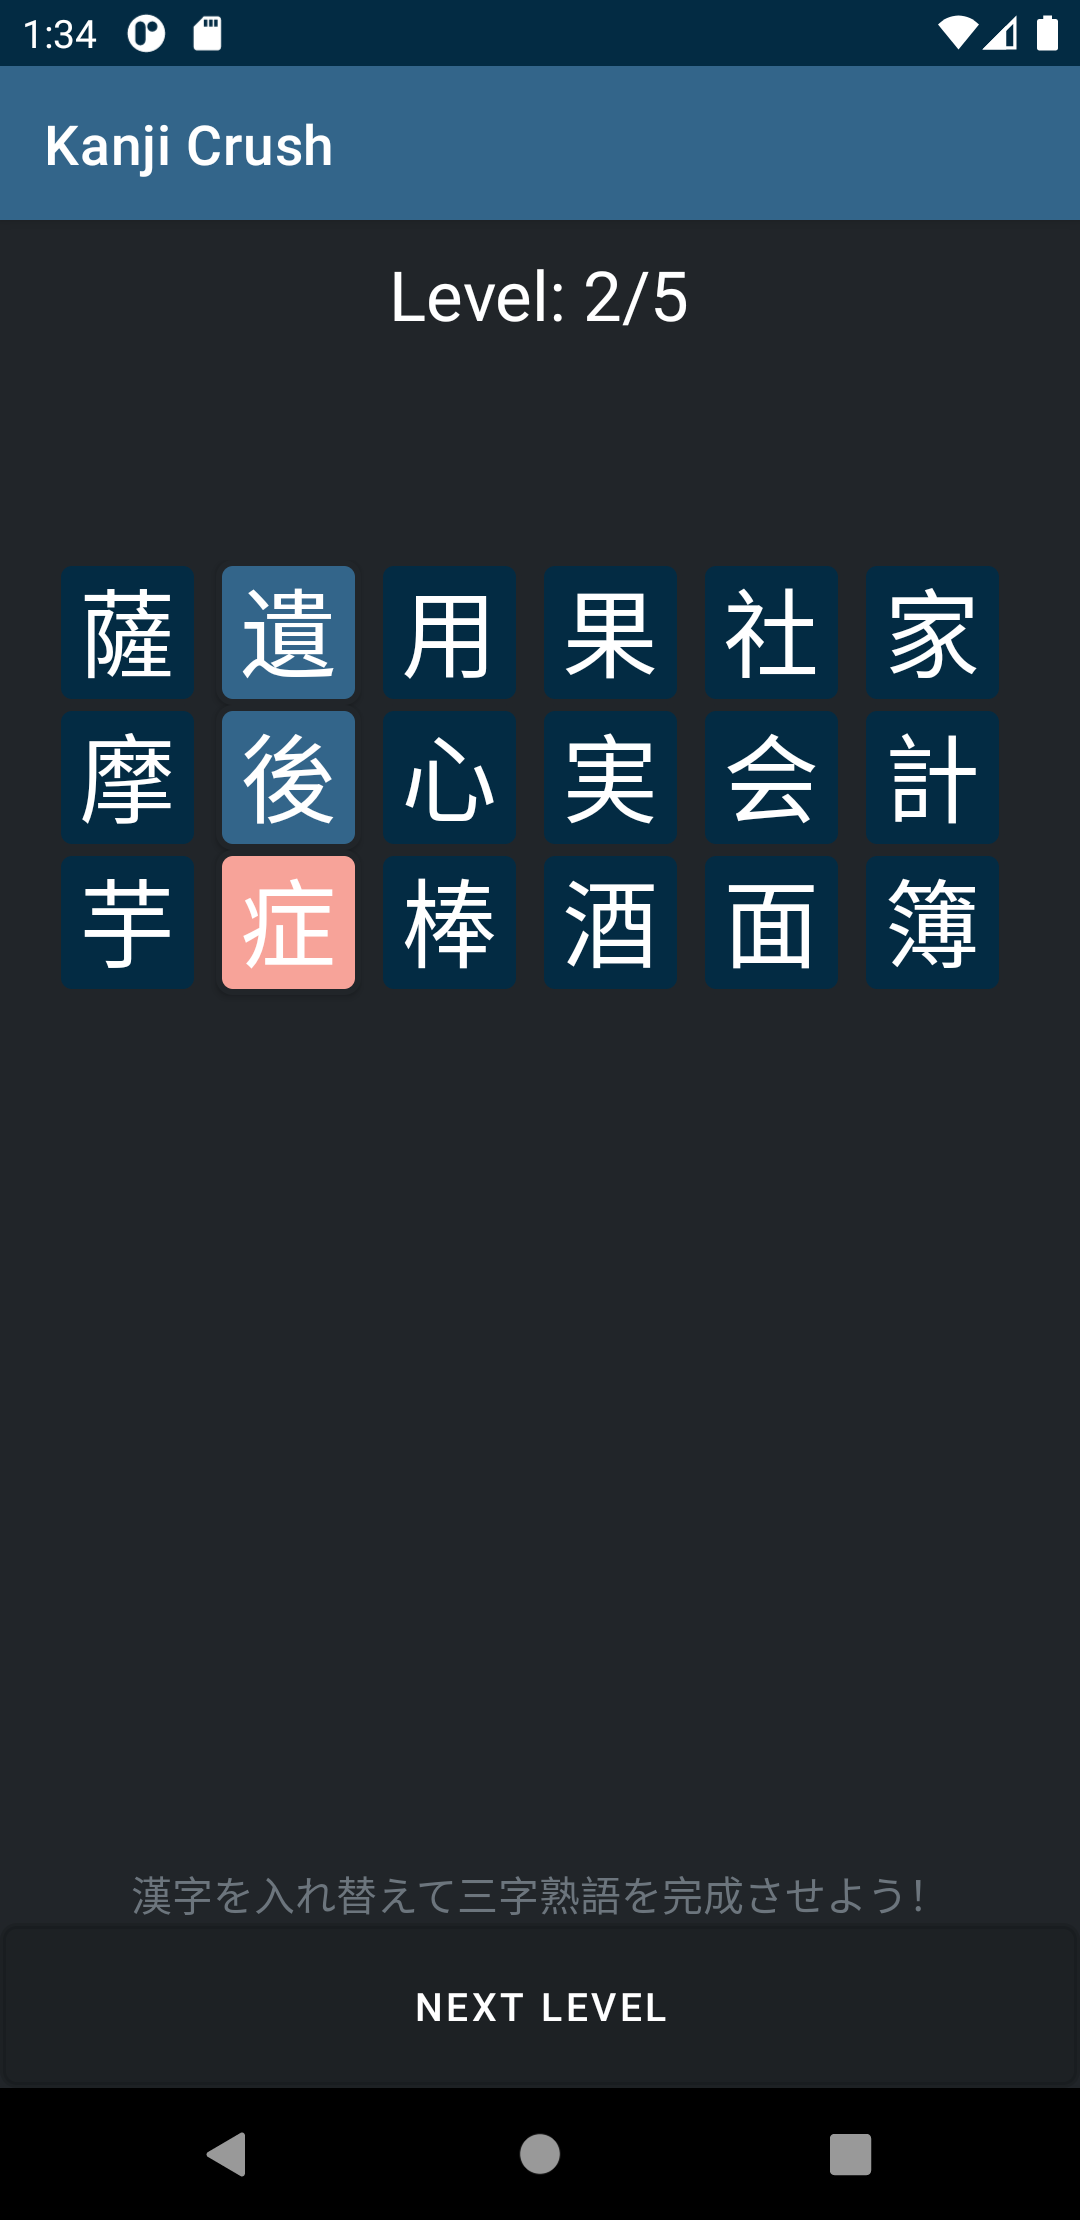 1:34
Kanji Crush
Level: 2/5
薩 遺 用 果 社 家
摩 後 心 実 会 計
芋 症 棒 酒 面 簿
漢字を入れ替えて三字熟語を完成させよう!
NEXT LEVEL